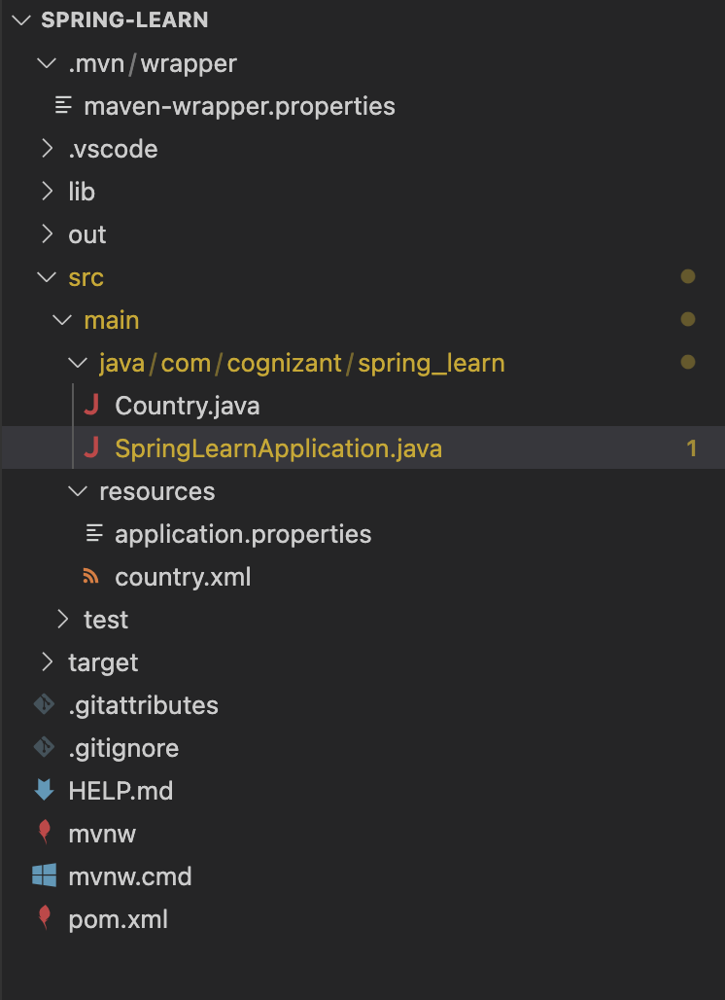 SPRING-LEARN
.mvn/wrapper
maven-wrapper.properties
.vscode
lib
out
src
main
java/com/cognizant/spring_learn
Country.java
SpringLearnApplication.java 1
resources
application.properties
country.xml
test
target
.gitattributes
.gitignore
HELP.md
mvnw
mvnw.cmd
pom.xml